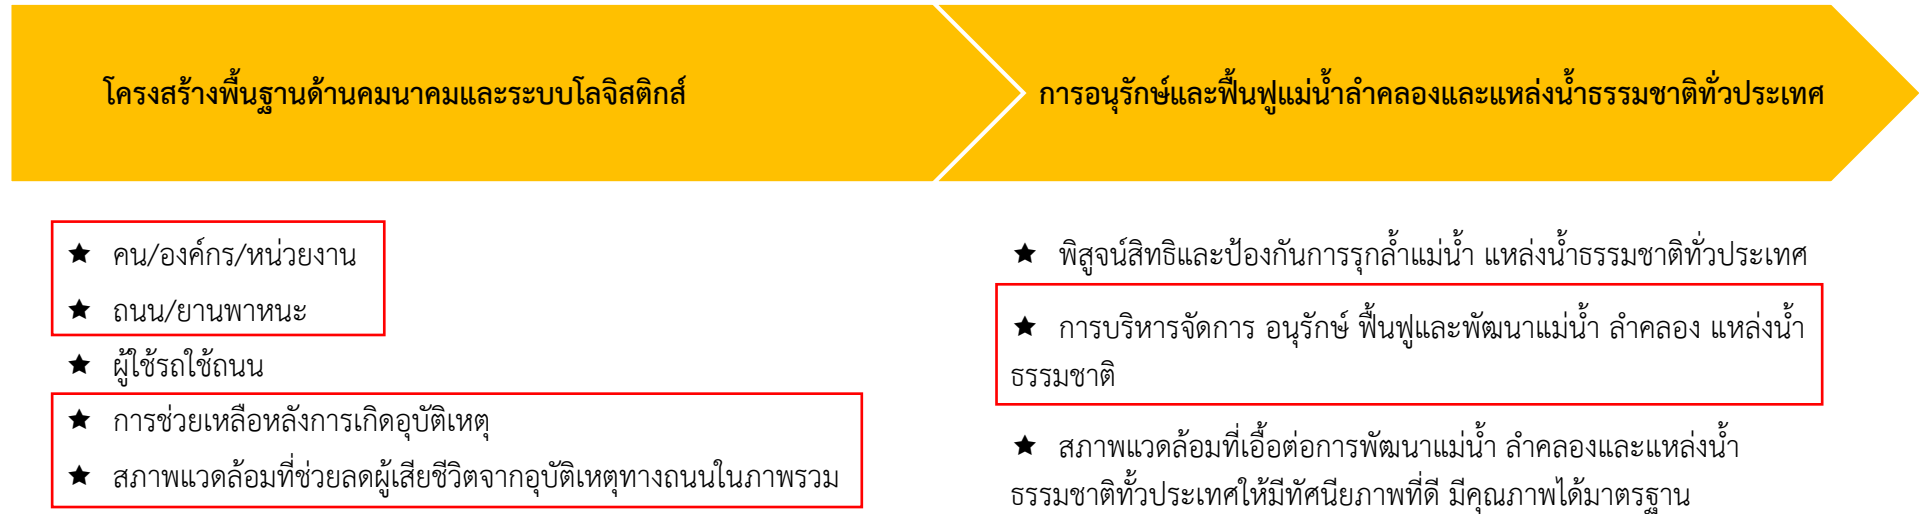 โครงสร้างพื้นฐานด้านคมนาคมและระบบโลจิสติกส์
การอนุรักษ์และฟื้นฟูแม่น้ำลำคลองและแหล่งน้ำธรรมชาติทั่วประเทศ
★ คน/องค์กร/หน่วยงาน
★ ถนน/ยานพาหนะ
★ ผู้ใช้รถใช้ถนน
★ การช่วยเหลือหลังการเกิดอุบัติเหตุ
★ สภาพแวดล้อมที่ช่วยลดผู้เสียชีวิตจากอุบัติเหตุทางถนนในภาพรวม
★ พิสูจน์สิทธิและป้องกันการรุกล้ำแม่น้ำ แหล่งน้ำธรรมชาติทั่วประเทศ
★ การบริหารจัดการ อนุรักษ์ ฟื้นฟูและพัฒนาแม่น้ำ ลำคลอง แหล่งน้ำ
ธรรมชาติ
★ สภาพแวดล้อมที่เอื้อต่อการพัฒนาแม่น้ำ ลำคลองและแหล่งน้ำ
ธรรมชาติทั้วประเทศให้มีทัศนียภาพที่ดี มีคุณภาพได้มาตรฐาน